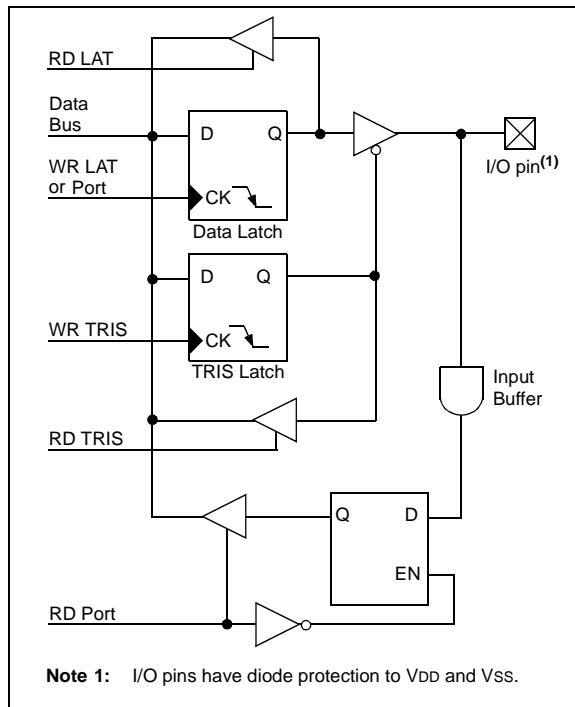 RD LAT
Data
Bus
D Q
WR LAT
or Port
CK
I/O pin(1)
Data Latch
D Q
WR TRIS
CK
TRIS Latch
Input
Buffer
RD TRIS
Q D
EN
RD Port
Note 1: I/O pins have diode protection to VDD and VSS.